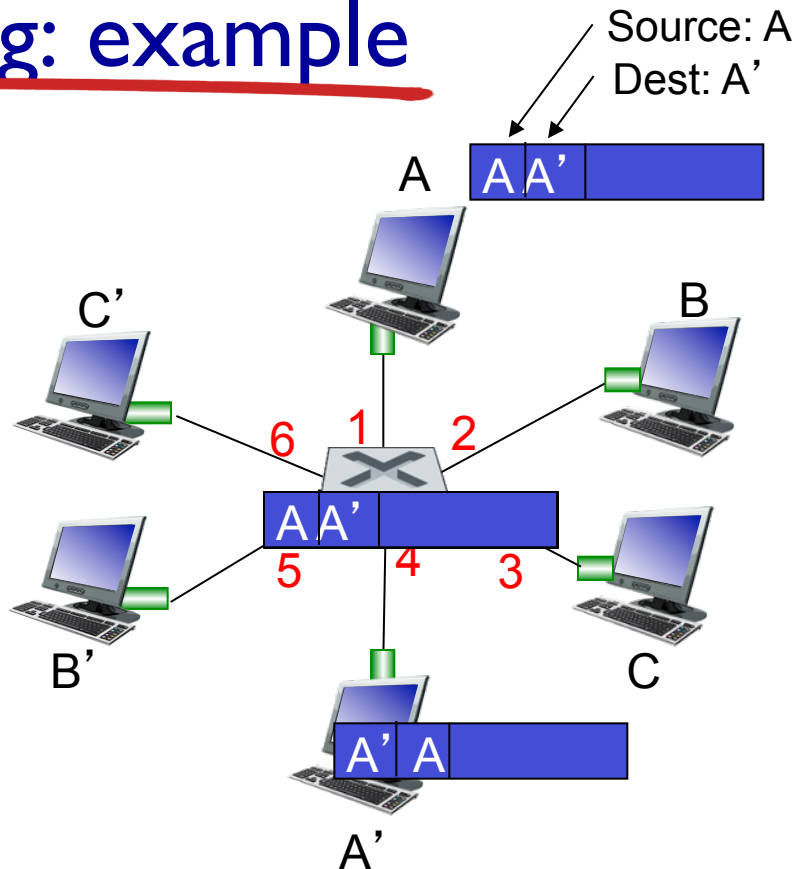 g: example
Source: A
Dest: A’
A
A A’
C’
B
6 1 2
A A’
5 4 3
B’
C
A’ A
A’